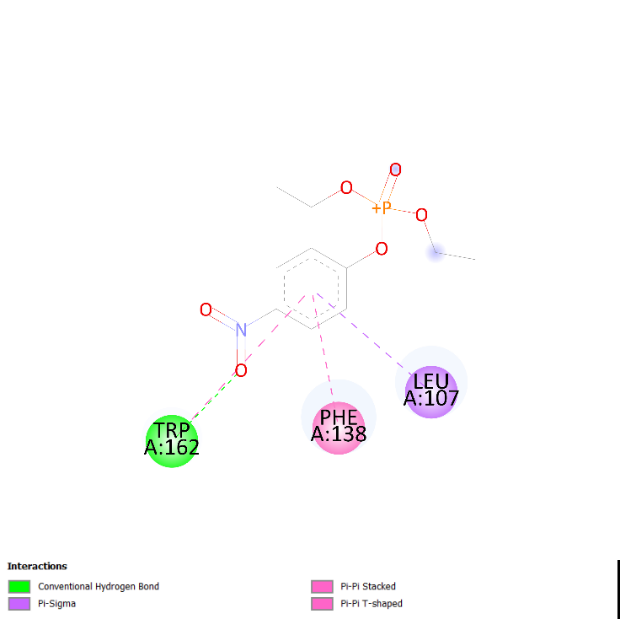 O
O
+P
O
O
O
N
O
LEU
A:107
PHE
A:138
TRP
A:162
Interactions
Conventional Hydrogen Bond
Pi-Sigma
Pi-Pi Stacked
Pi-Pi T-shaped